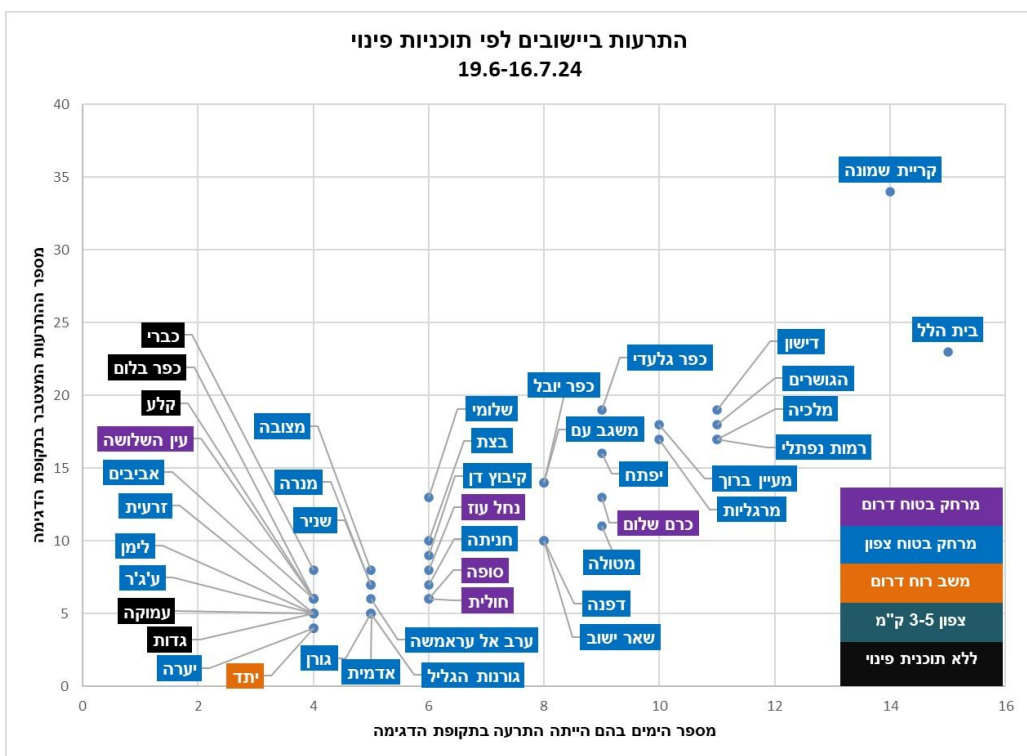 התרעות ביישובים לפי תוכניות פינוי
19.6-16.7.24
מספר ההתרעות המצטבר בתקופת הדגימה
40
35
30
25
20
15
10
5
0
קריית שמונה
בית הלל
דישון
הגושרים
מלכיה
רמות נפתלי
מעיין ברוך
מרגליות
כפר גלעדי
כפר יובל
משגב עם
יפתח
כרם שלום
מטולה
דפנה
שאר ישוב
שלומי
בצת
קיבוץ דן
נחל עוז
חניתה
סופה
חולית
מצובה
מנרה
שניר
ערב אל עראמשה
גורנות הגליל
אדמית
גורן
כברי
כפר בלום
קלע
עין השלושה
אביבים
זרעית
לימן
ע'ג'ר
עמוקה
גדות
יערה
יתד
מרחק בטוח דרום
מרחק בטוח צפון
משב רוח דרום
צפון 3-5 ק"מ
ללא תוכנית פינוי
0 2 4 6 8 10 12 14 16
מספר הימים בהם הייתה התרעה בתקופת הדגימה